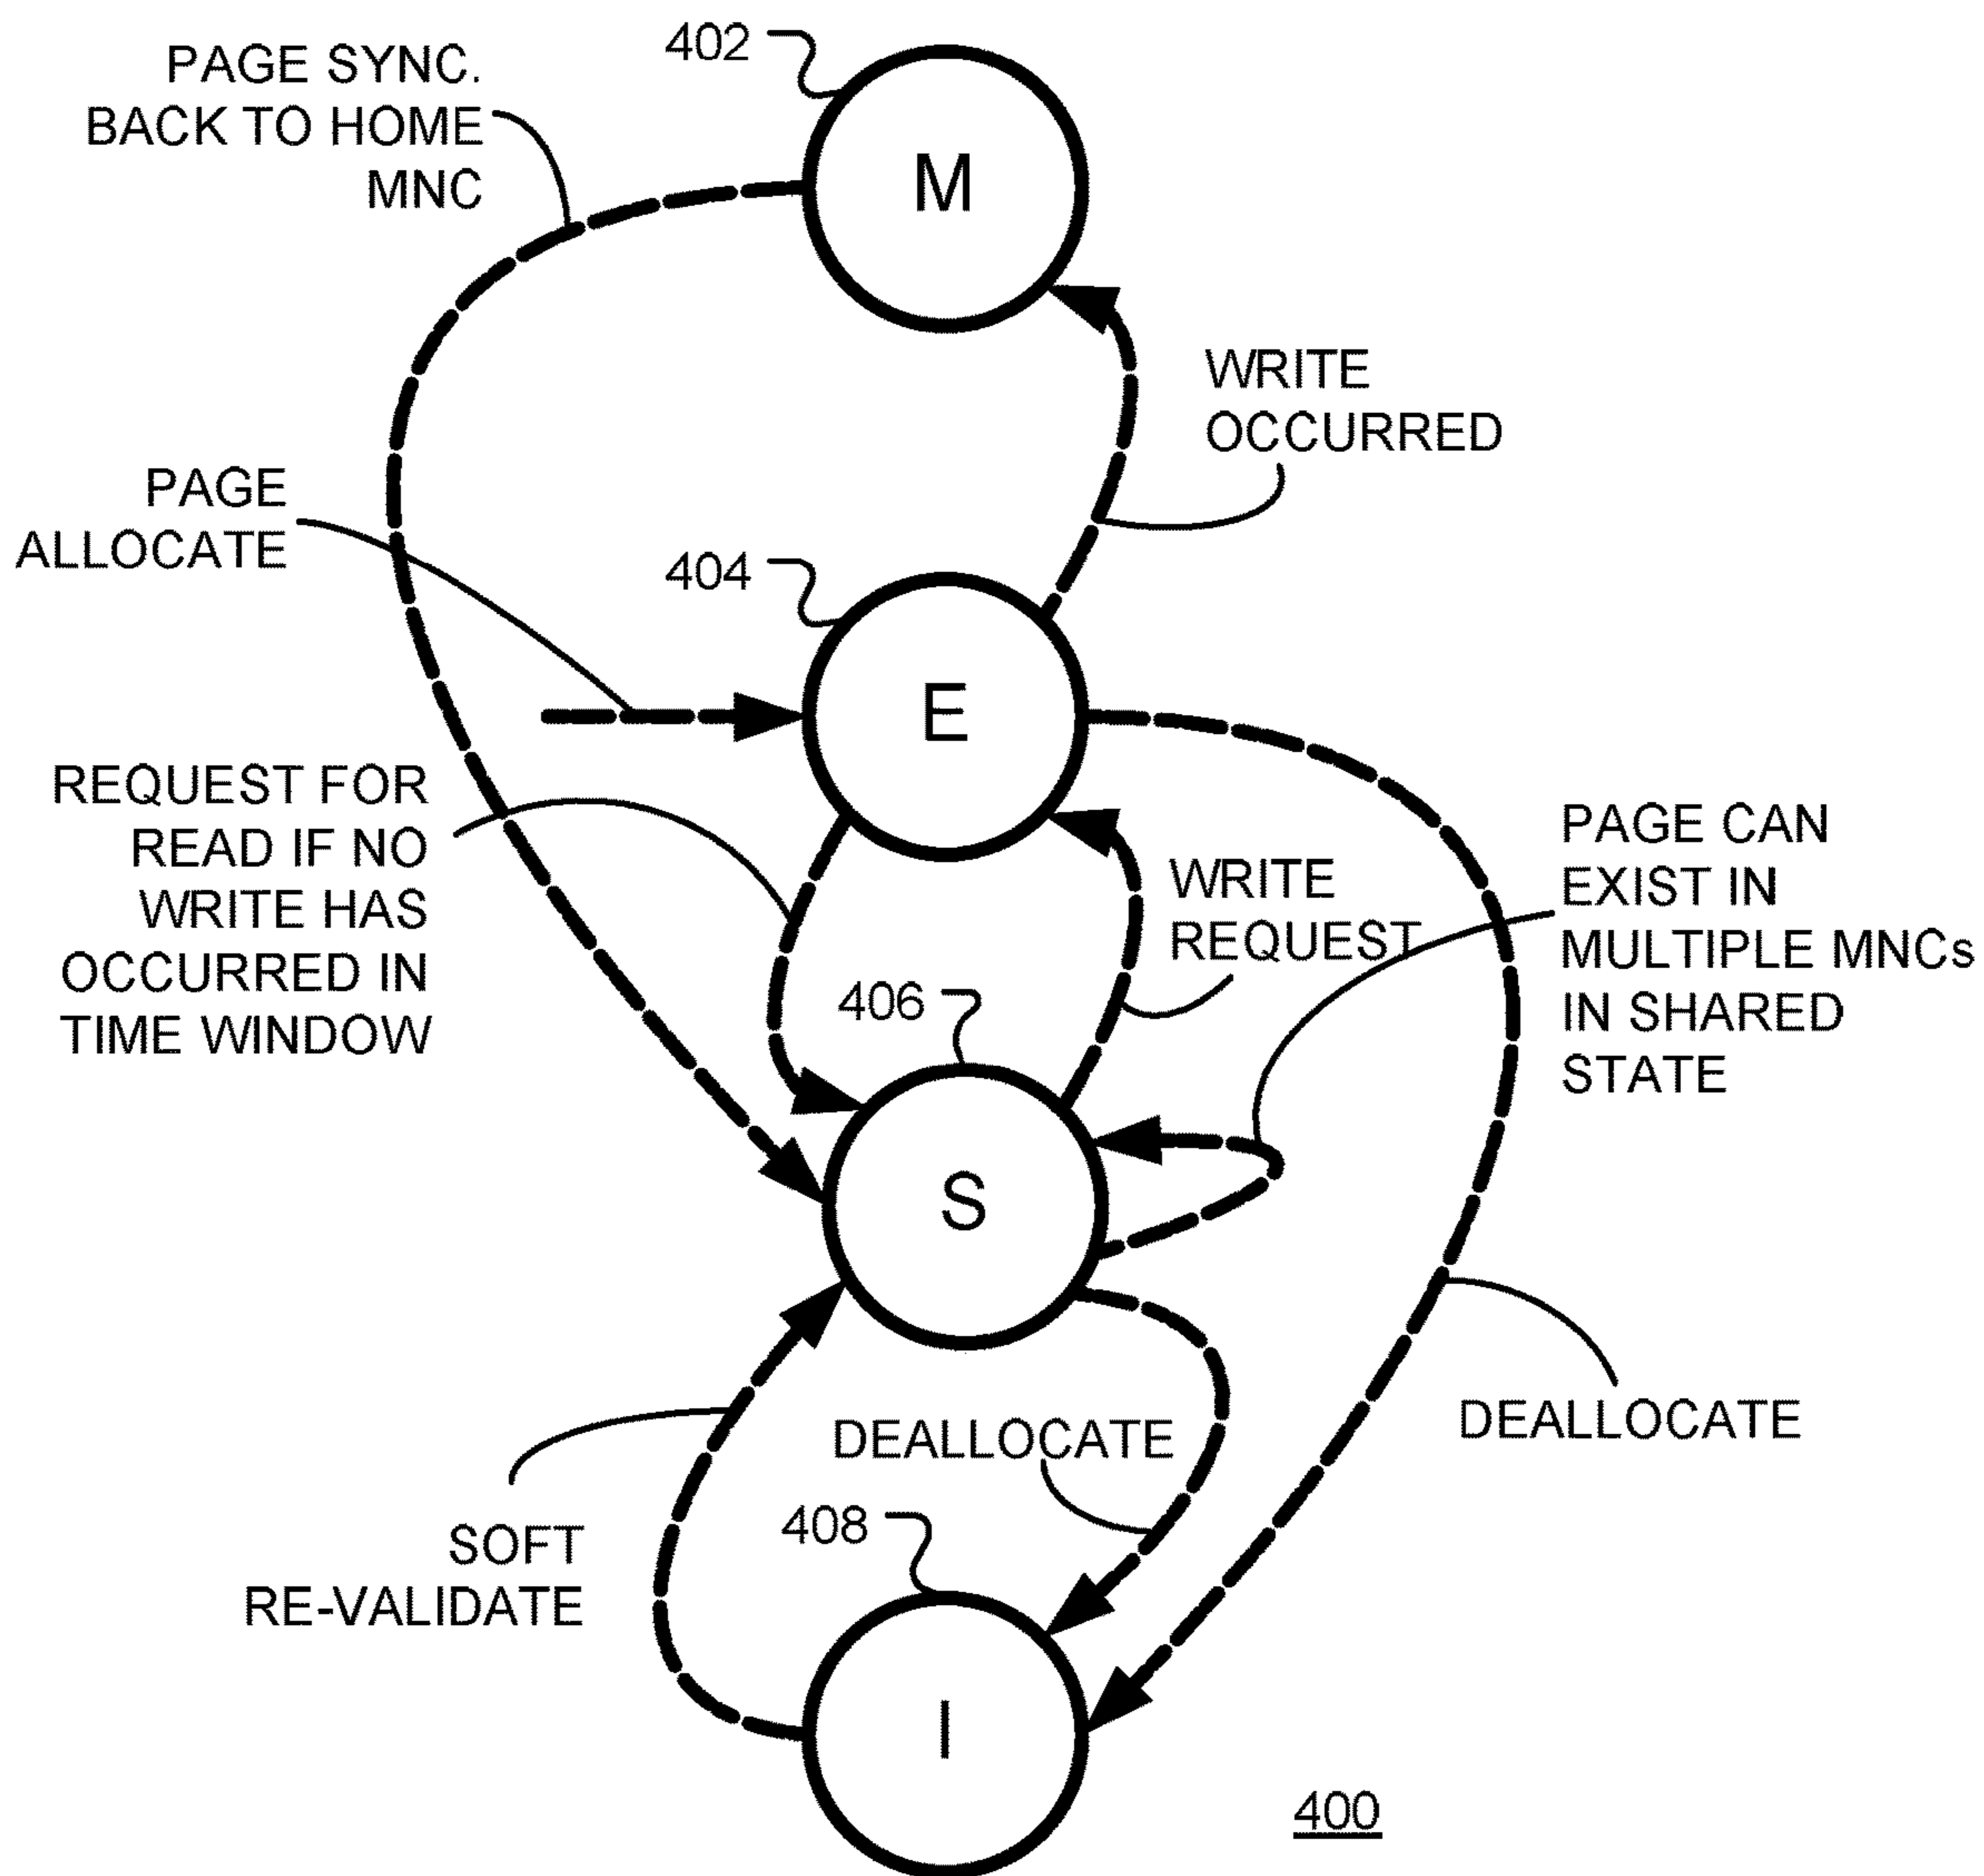 402
PAGE SYNC.
BACK TO HOME
MNC
M
WRITE
OCCURRED
PAGE
ALLOCATE
404
E
REQUEST FOR
READ IF NO
WRITE HAS
OCCURRED IN
TIME WINDOW
WRITE
REQUEST
PAGE CAN
EXIST IN
MULTIPLE MNCs
IN SHARED
STATE
406
S
DEALLOCATE
DEALLOCATE
SOFT
RE-VALIDATE
408
I
400